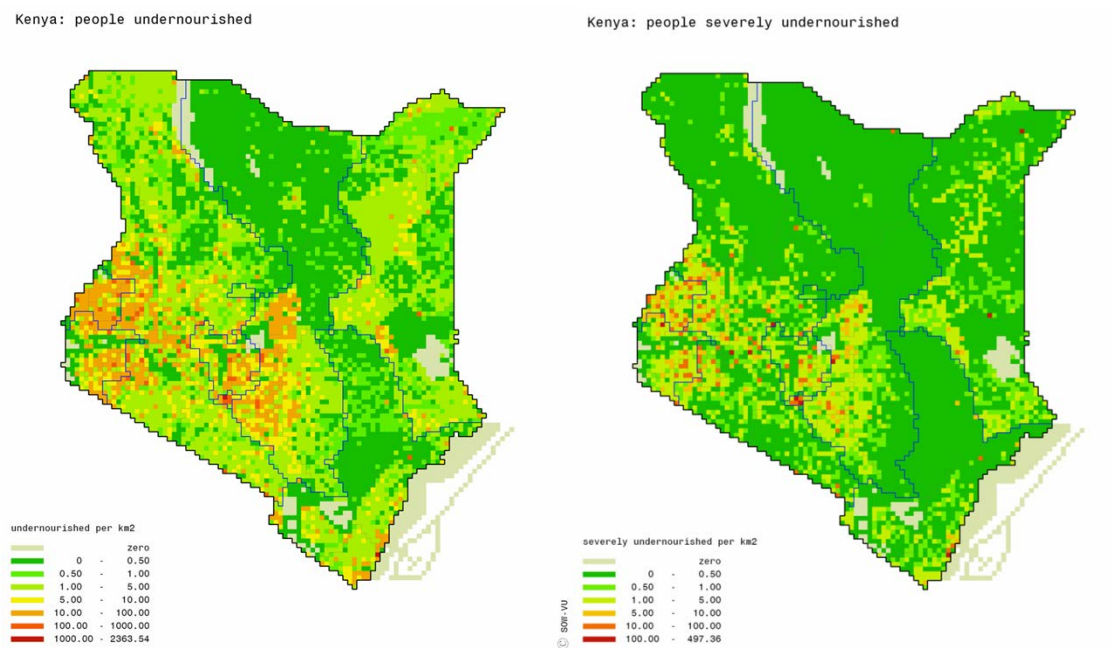 Kenya: people undernourished
undernourished per km2
zero
0 - 0.50
0.50 - 1.00
1.00 - 5.00
5.00 - 10.00
10.00 - 100.00
100.00 - 1000.00
1000.00 - 2363.54
Kenya: people severely undernourished
severely undernourished per km2
zero
0 - 0.50
0.50 - 1.00
1.00 - 5.00
5.00 - 10.00
10.00 - 100.00
100.00 - 497.36
© SOW-VU